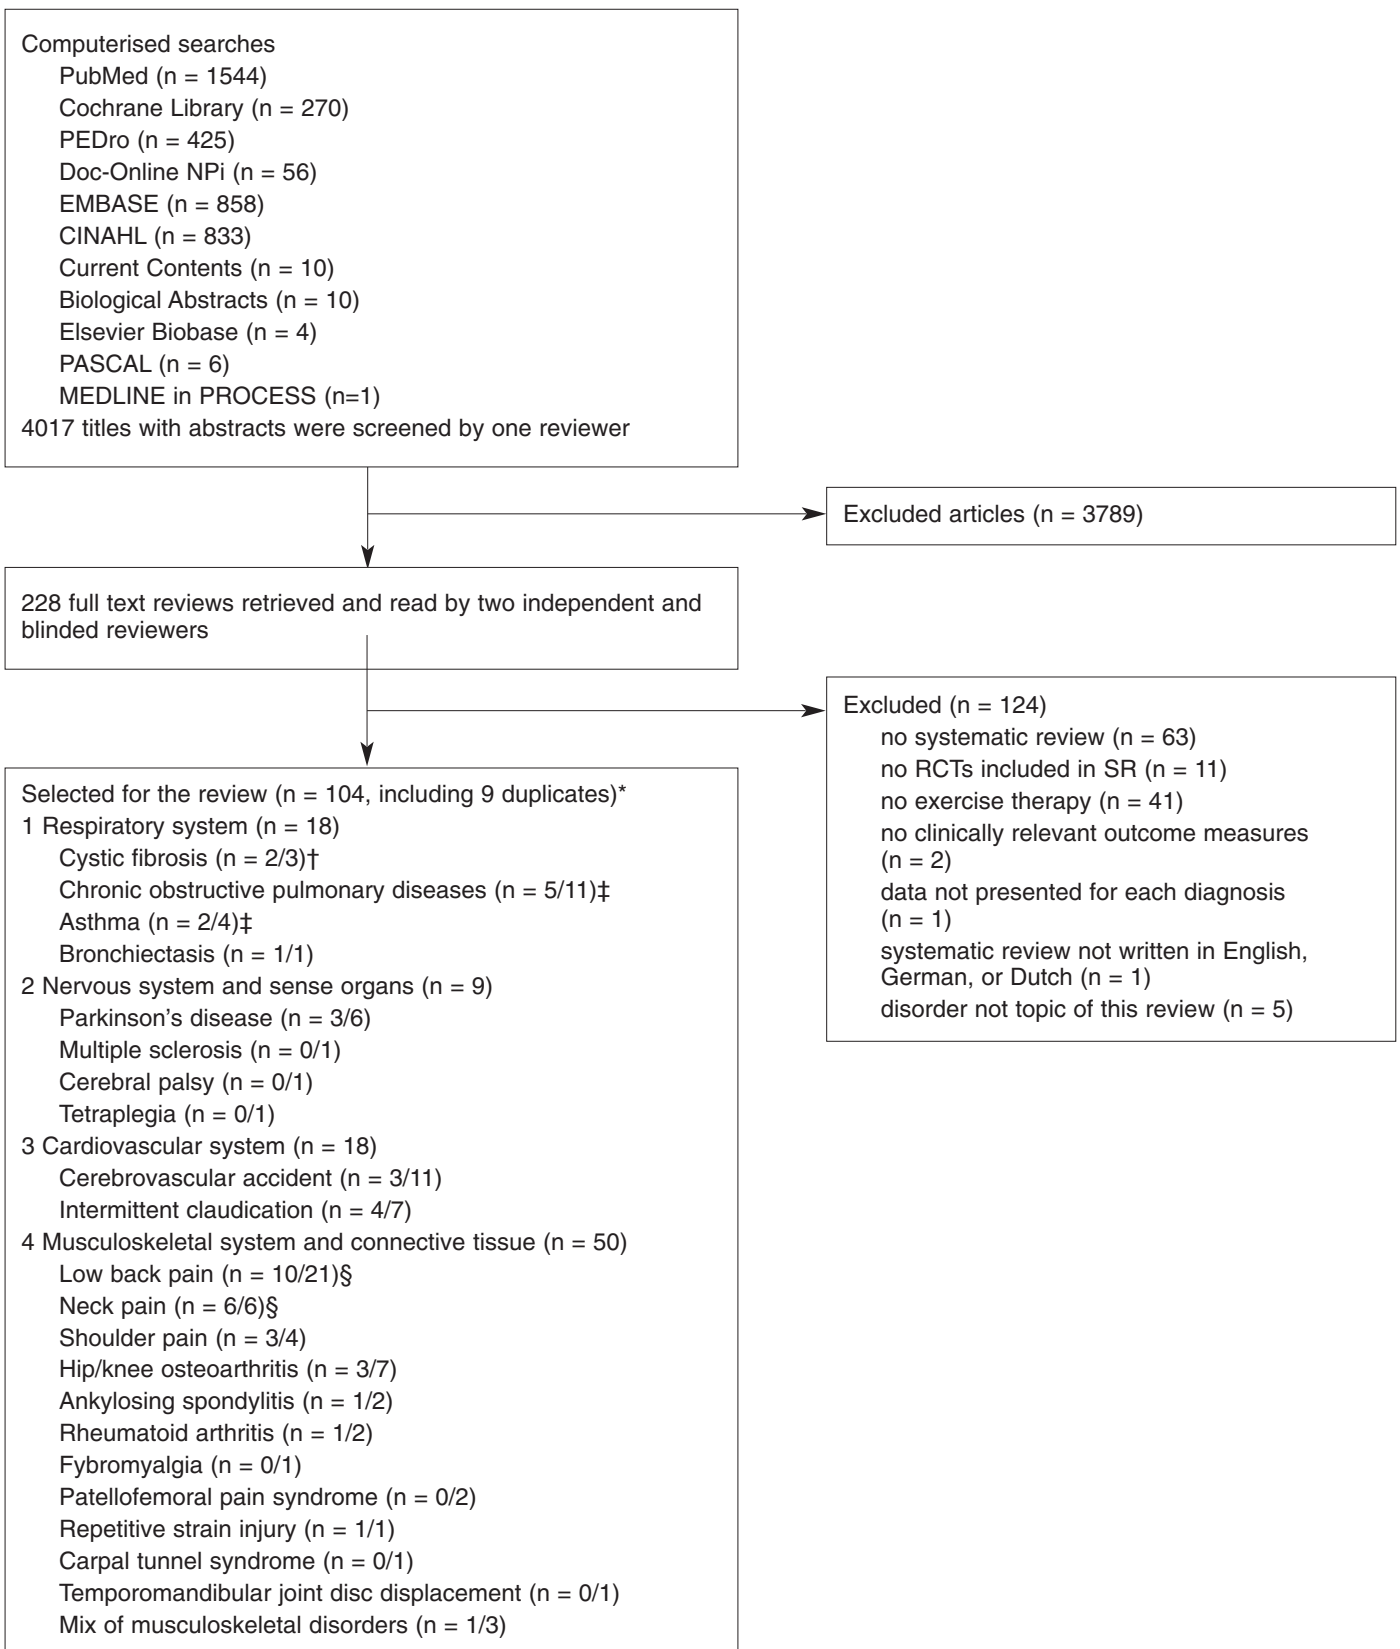 Computerised searches
PubMed (n = 1544)
Cochrane Library (n = 270)
PEDro (n = 425)
Doc-Online NPi (n = 56)
EMBASE (n = 858)
CINAHL (n = 833)
Current Contents (n = 10)
Biological Abstracts (n = 10)
Elsevier Biobase (n = 4)
PASCAL (n = 6)
MEDLINE in PROCESS (n=1)
4017 titles with abstracts were screened by one reviewer
Excluded articles (n = 3789)
228 full text reviews retrieved and read by two independent and
blinded reviewers
Excluded (n = 124)
no systematic review (n = 63)
no RCTs included in SR (n = 11)
no exercise therapy (n = 41)
no clinically relevant outcome measures
(n = 2)
data not presented for each diagnosis
(n = 1)
systematic review not written in English,
German, or Dutch (n = 1)
disorder not topic of this review (n = 5)
Selected for the review (n = 104, including 9 duplicates)*
1 Respiratory system (n = 18)
Cystic fibrosis (n = 2/3)†
Chronic obstructive pulmonary diseases (n = 5/11)‡
Asthma (n = 2/4)‡
Bronchiectasis (n = 1/1)
2 Nervous system and sense organs (n = 9)
Parkinson's disease (n = 3/6)
Multiple sclerosis (n = 0/1)
Cerebral palsy (n = 0/1)
Tetraplegia (n = 0/1)
3 Cardiovascular system (n = 18)
Cerebrovascular accident (n = 3/11)
Intermittent claudication (n = 4/7)
4 Musculoskeletal system and connective tissue (n = 50)
Low back pain (n = 10/21)§
Neck pain (n = 6/6)§
Shoulder pain (n = 3/4)
Hip/knee osteoarthritis (n = 3/7)
Ankylosing spondylitis (n = 1/2)
Rheumatoid arthritis (n = 1/2)
Fybromyalgia (n = 0/1)
Patellofemoral pain syndrome (n = 0/2)
Repetitive strain injury (n = 1/1)
Carpal tunnel syndrome (n = 0/1)
Temporomandibular joint disc displacement (n = 0/1)
Mix of musculoskeletal disorders (n = 1/3)